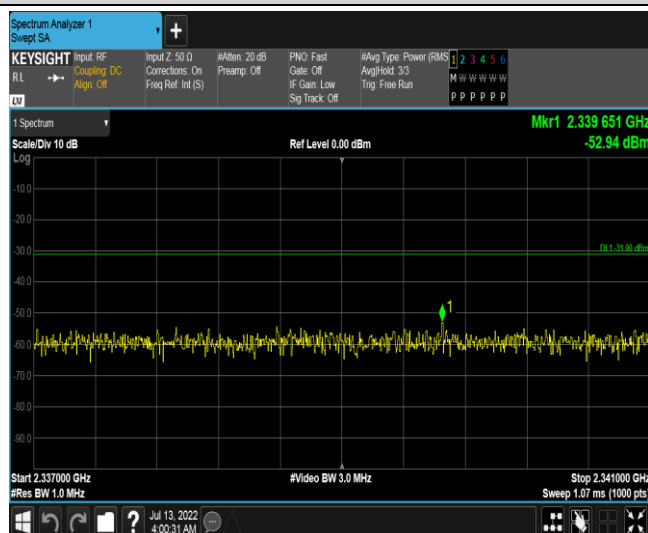 Spectrum Analyzer 1
Swept SA
KEYSIGHT
RL
LXI
Input: RF
Coupling: DC
Align: Off
Input Z: 50 Ω
Corrections: On
Freq Ref: Int (S)
#Atten: 20 dB
Preamp: Off
PNO: Fast
Gate: Off
IF Gain: Low
Sig Track: Off
#Avg Type: Power (RMS
Avg|Hold: 3/3
Trig: Free Run
1 2 3 4 5 6
M W W W W W
P P P P P P
1 Spectrum
Scale/Div 10 dB
Ref Level 0.00 dBm
Mkr1 2.339 651 GHz
-52.94 dBm
Log
-10.0
-20.0
-30.0
DL1 -31.00 dBm
-40.0
1
-50.0
-60.0
-70.0
-80.0
-90.0
Start 2.337000 GHz
#Video BW 3.0 MHz
Stop 2.341000 GHz
#Res BW 1.0 MHz
Sweep 1.07 ms (1000 pts)
?
Jul 13, 2022
4:00:31 AM